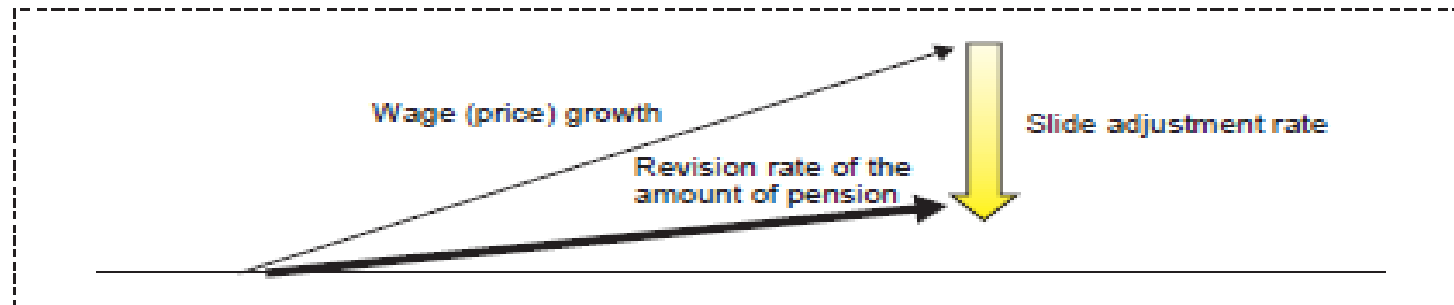 Wage (price) growth
Slide adjustment rate
Revision rate of the
amount of pension